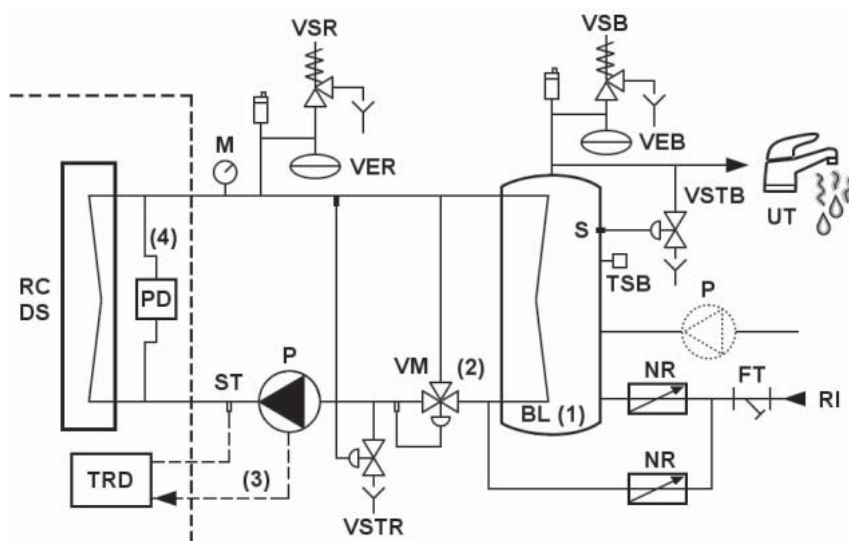 VSR
VSB
M
VER
VEB
VSTB
UT
(4)
S
TSB
RC
DS
PD
P
P
ST
VM
(2)
NR
FT
RI
BL (1)
TRD
(3)
NR
VSTR